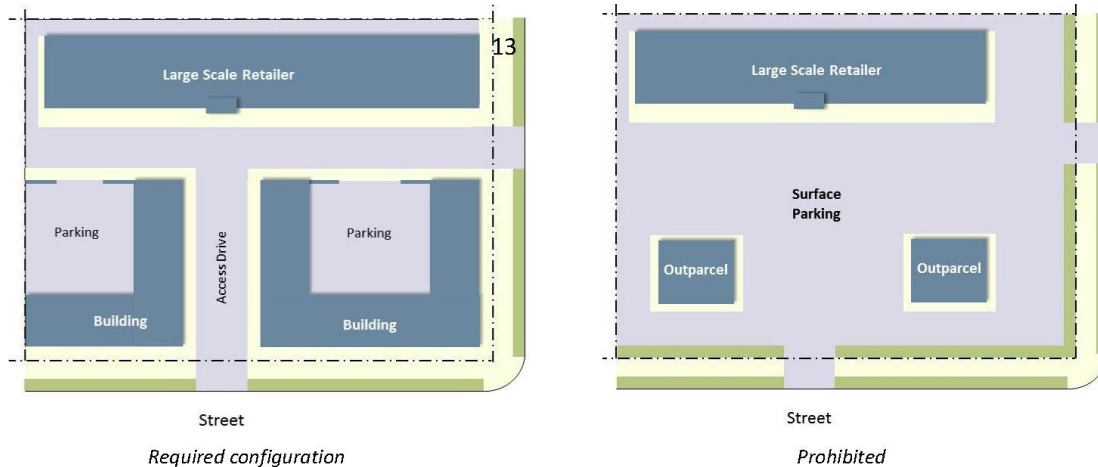 13
Large Scale Retailer
Parking
Access Drive
Parking
Building
Building
Street
Required configuration
Large Scale Retailer
Surface
Parking
Outparcel
Outparcel
Street
Prohibited